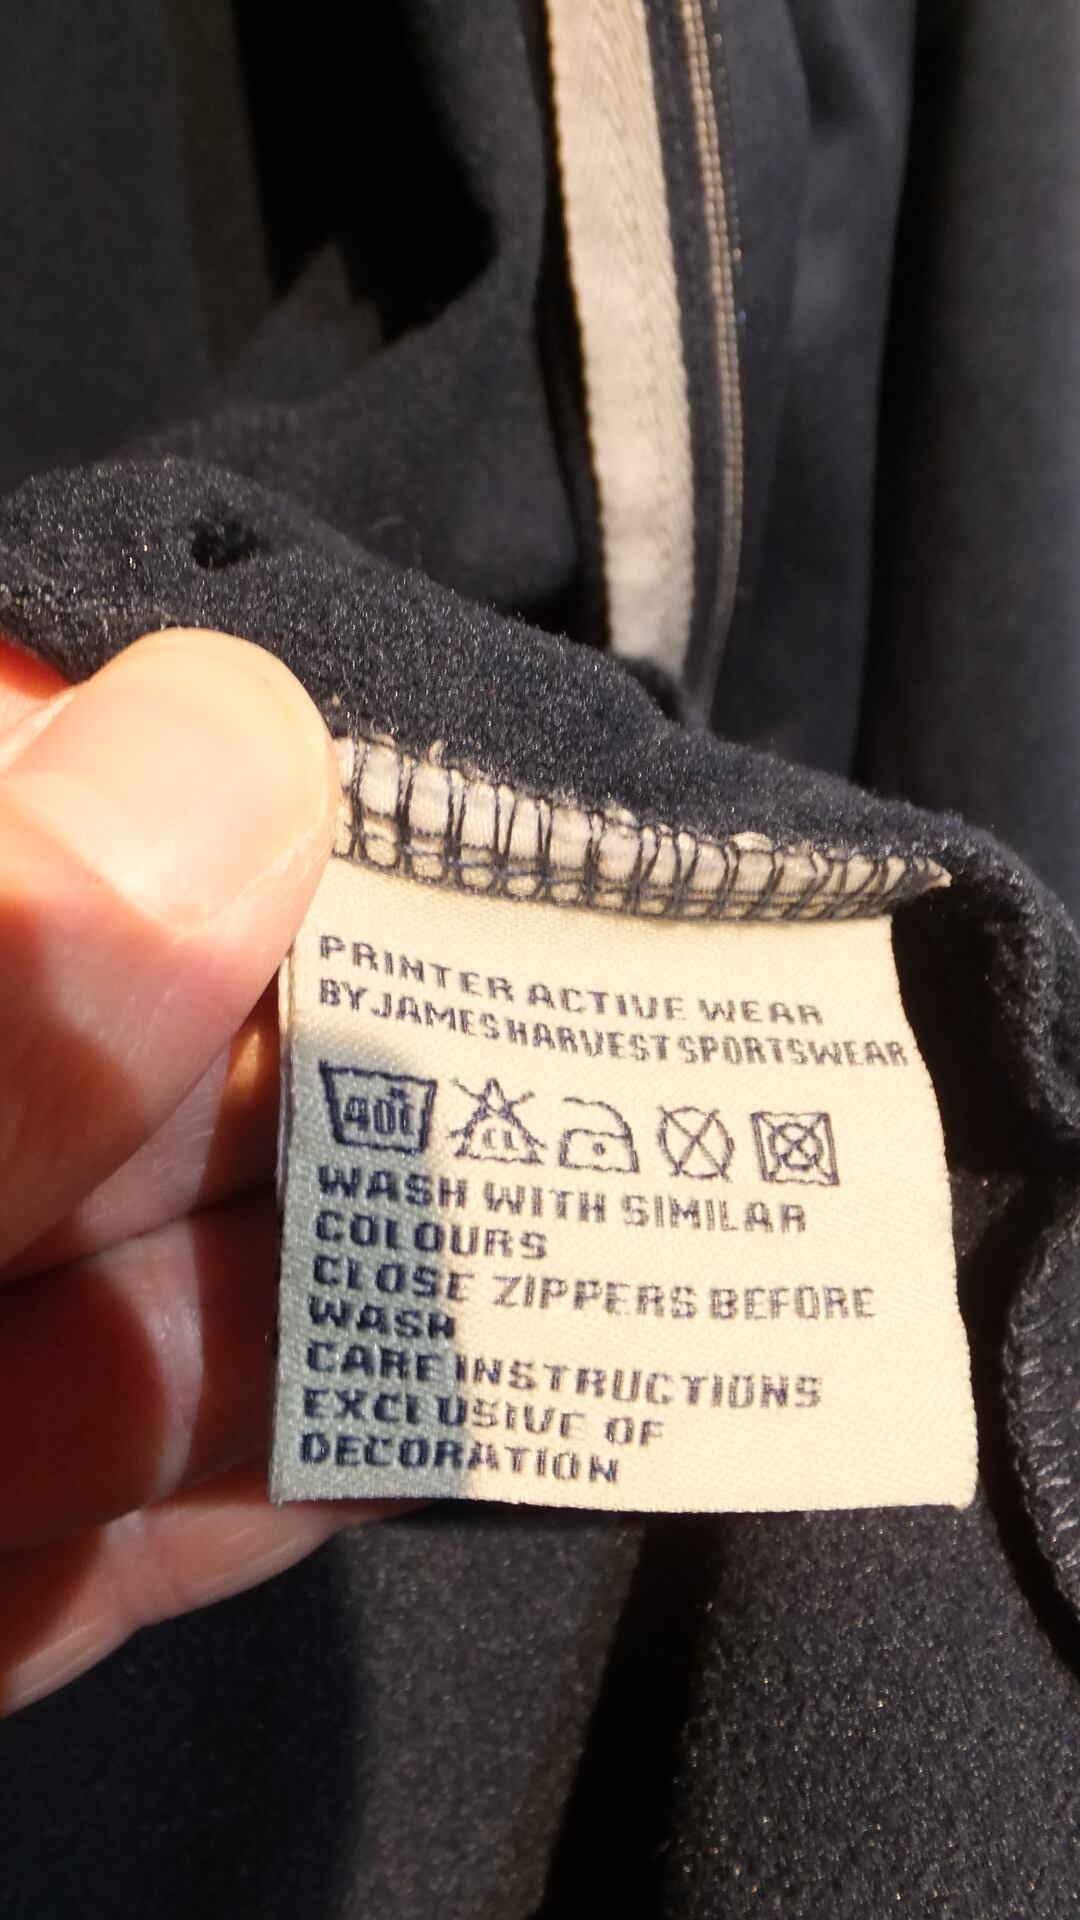 PRINTER ACTIVE WEAR
BY JAMES HARVEST SPORTSWEAR
40°
CL
WASH WITH SIMILAR
COLOURS
CLOSE ZIPPERS BEFORE
WASH
CARE INSTRUCTIONS
EXCLUSIVE OF
DECORATION